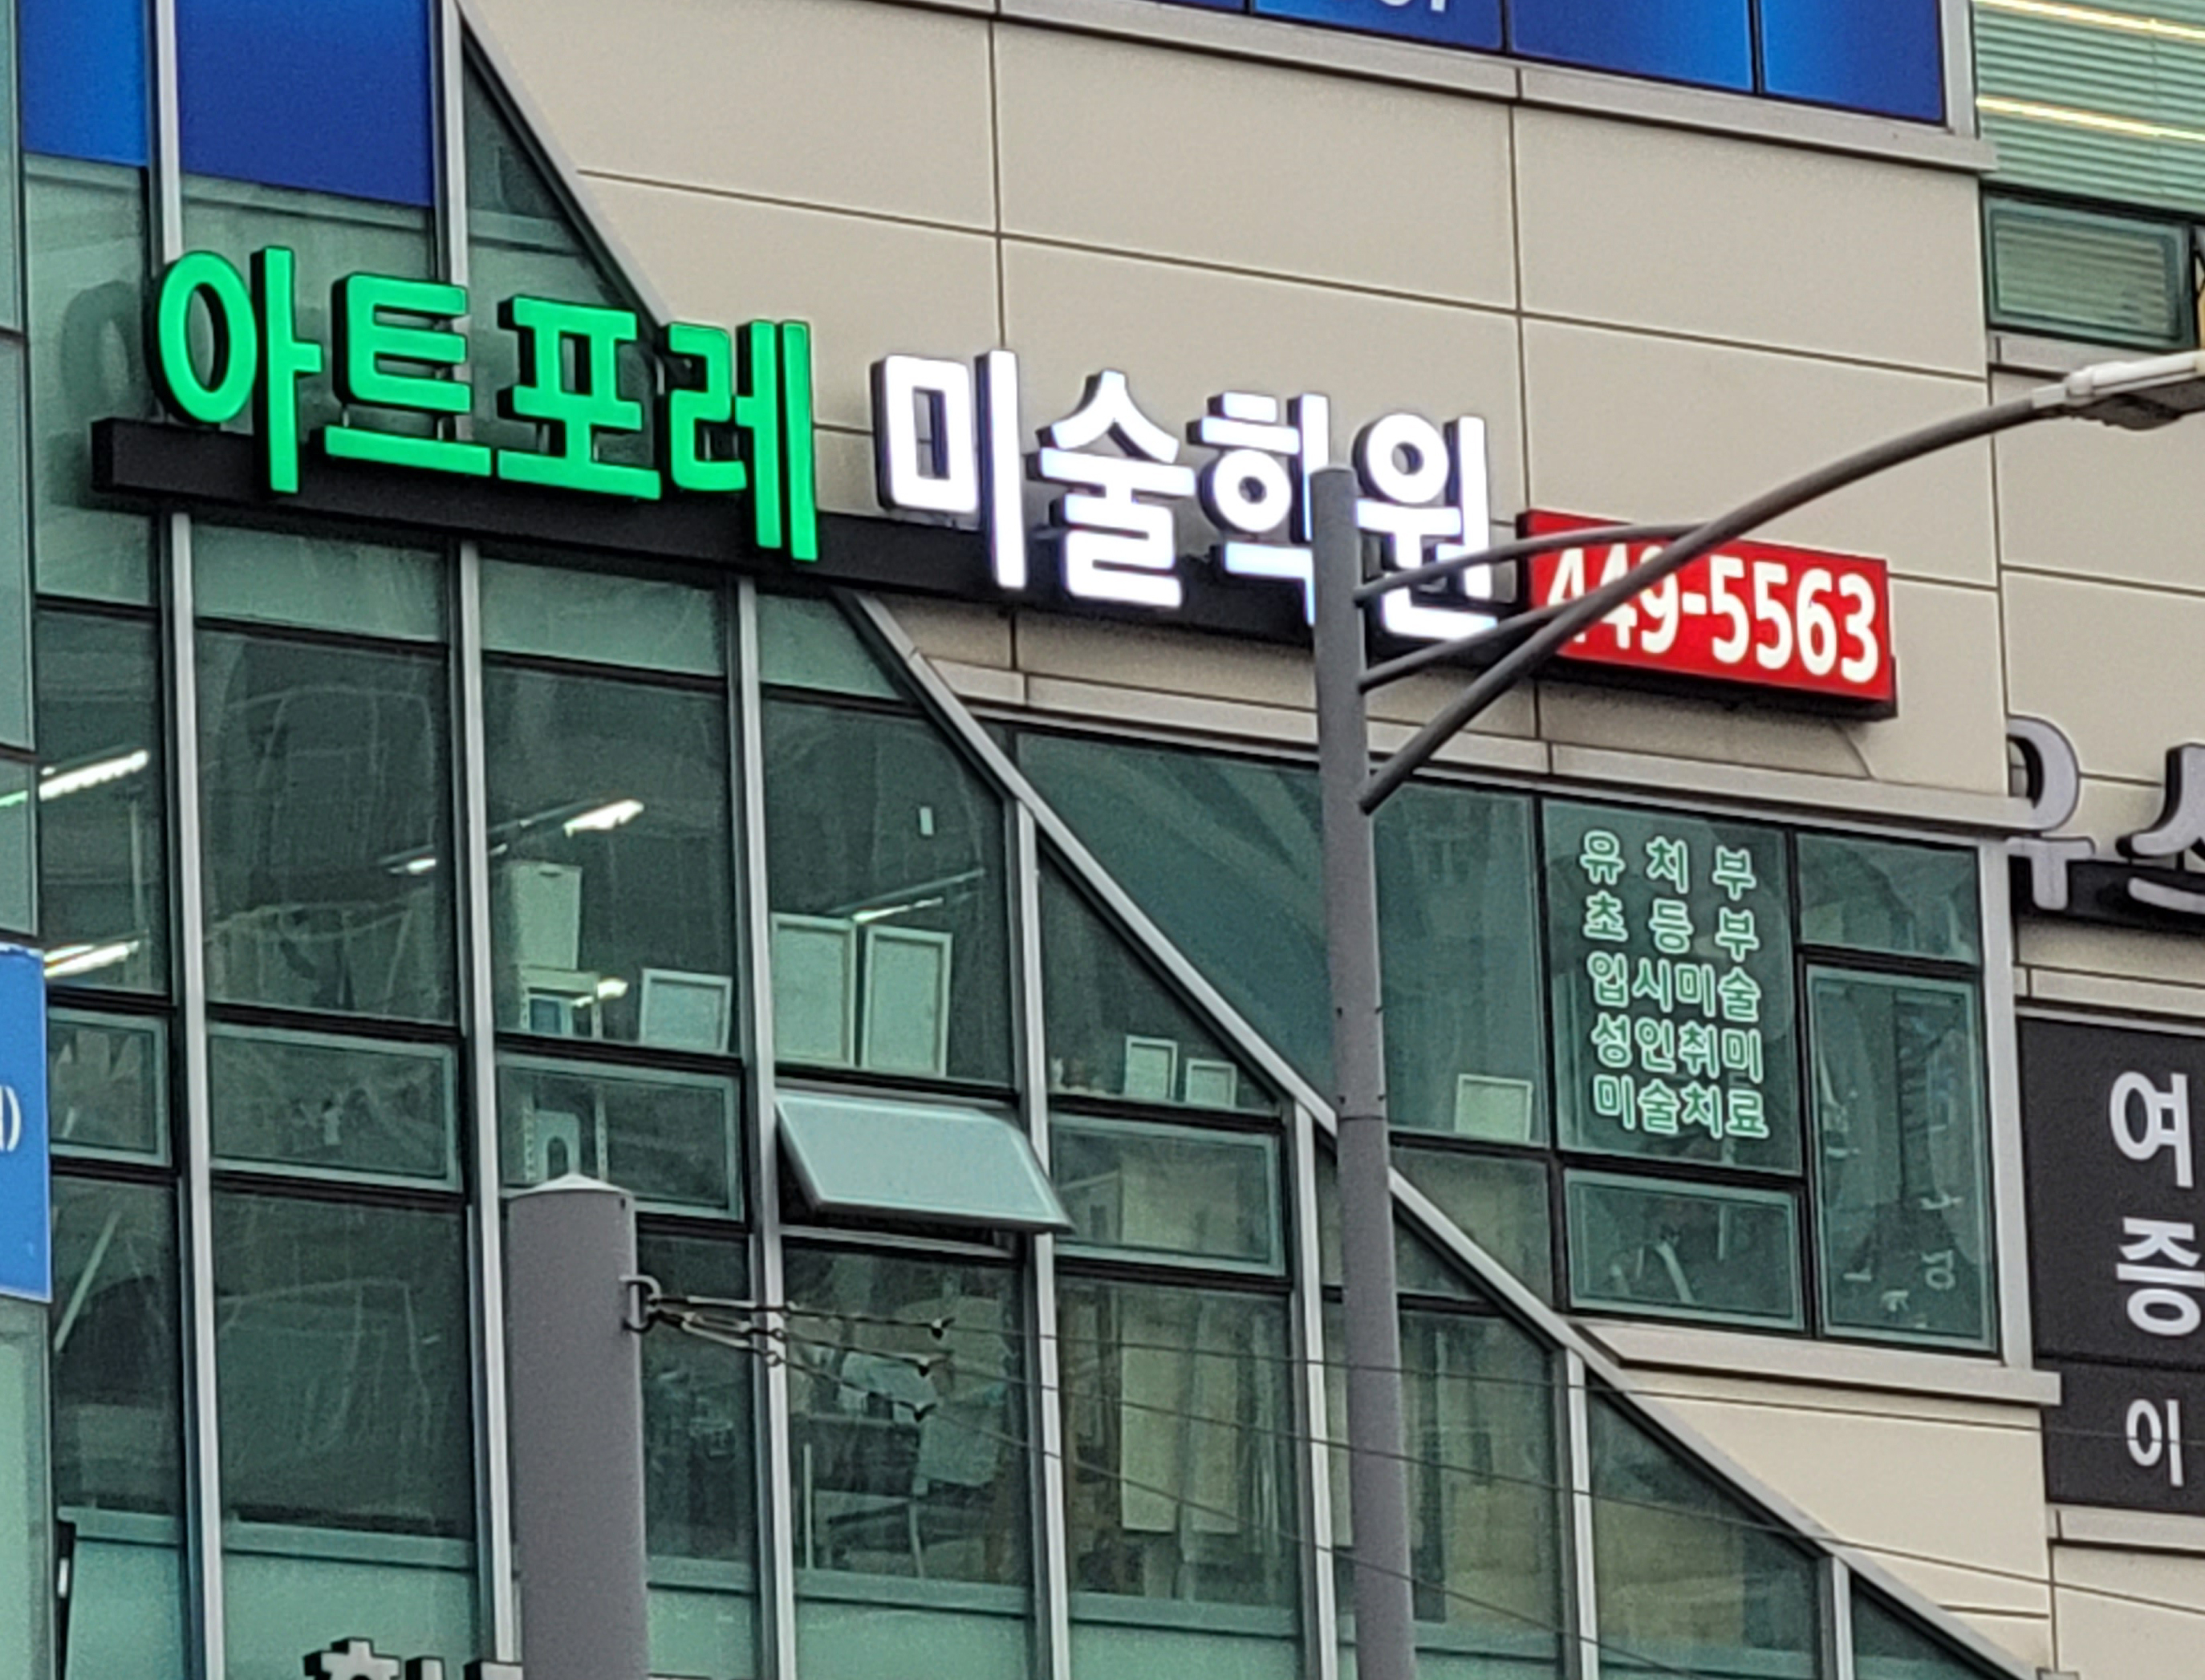 아트포레 미술학원
449-5563
유치부
초등부
입시미술
성인취미
미술치료
여
증
이